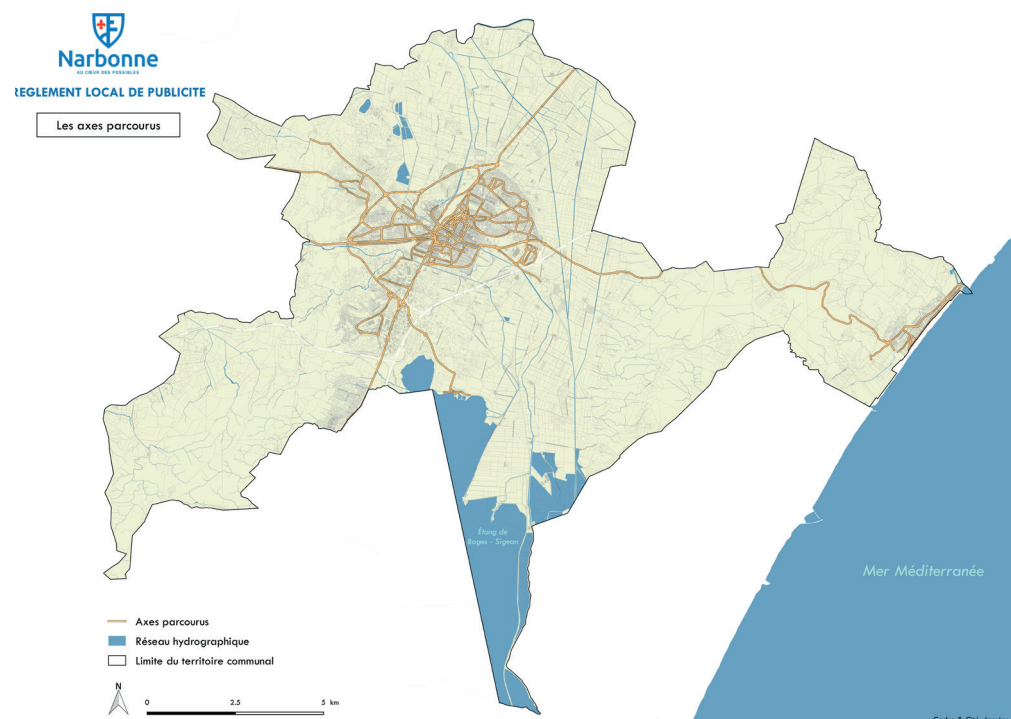 Narbonne
AU CŒUR DES POSSIBLES
REGLEMENT LOCAL DE PUBLICITE
Les axes parcourus
Étang de
Bages - Sigean
Mer Méditerranée
Axes parcourus
Réseau hydrographique
Limite du territoire communal
N
0 2.5 5 km